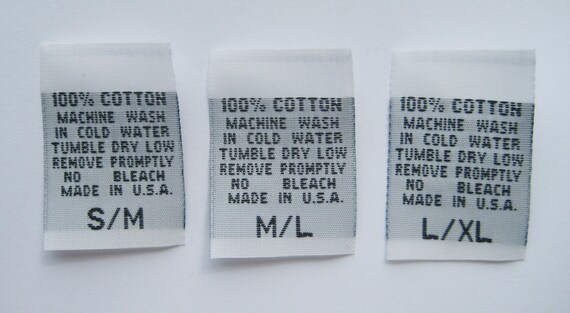 100% COTTON
MACHINE WASH
IN COLD WATER
TUMBLE DRY LOW
REMOVE PROMPTLY
NO BLEACH
MADE IN U.S.A.
S/M
100% COTTON
MACHINE WASH
IN COLD WATER
TUMBLE DRY LOW
REMOVE PROMPTLY
NO BLEACH
MADE IN U.S.A.
M/L
100% COTTON
MACHINE WASH
IN COLD WATER
TUMBLE DRY LOW
REMOVE PROMPTLY
NO BLEACH
MADE IN U.S.A.
L/XL